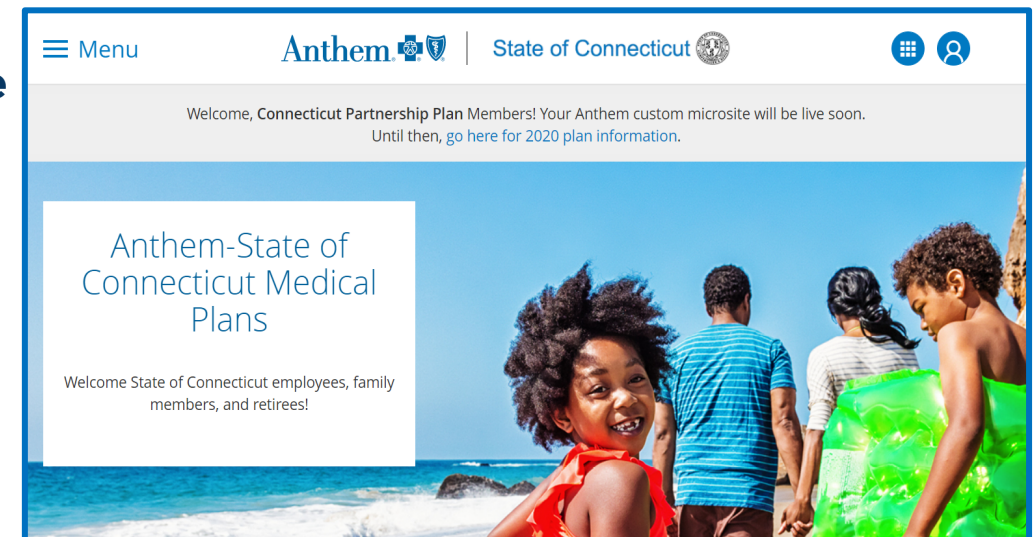 e
Menu
Anthem
State of Connecticut
Welcome, Connecticut Partnership Plan Members! Your Anthem custom microsite will be live soon.
Until then, go here for 2020 plan information.
Anthem-State of
Connecticut Medical
Plans
Welcome State of Connecticut employees, family
members, and retirees!